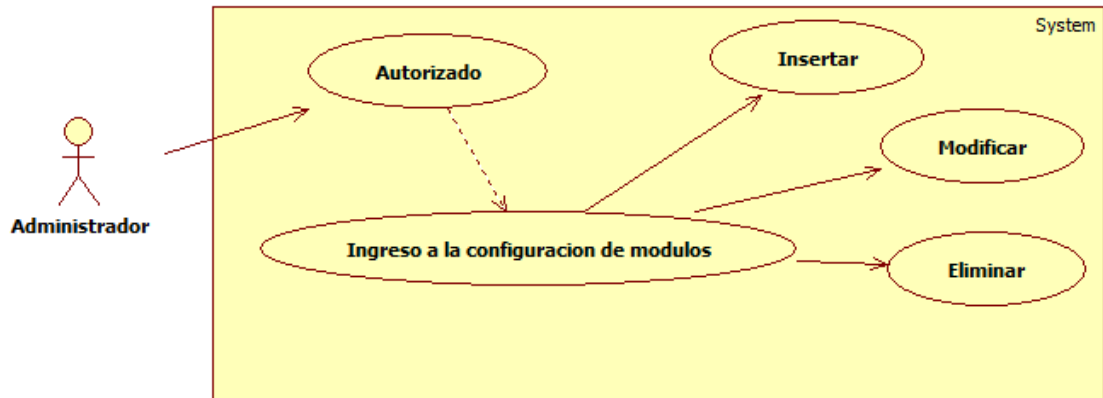 System
Autorizado
Insertar
Modificar
Administrador
Ingreso a la configuracion de modulos
Eliminar